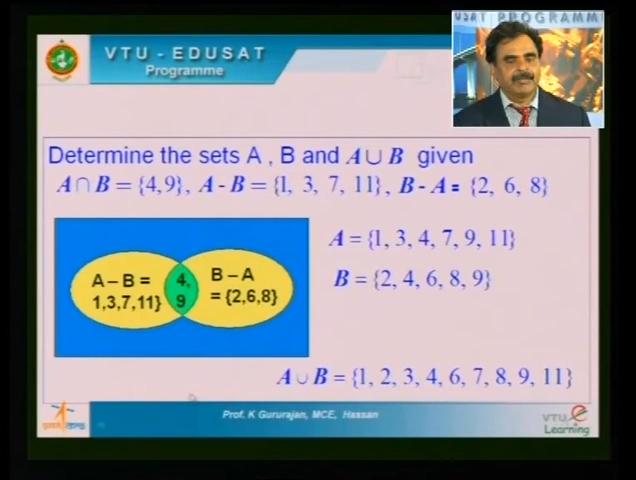 USAT PROGRAMM
VTU - EDUSAT
Programme
Determine the sets A , B and A ∪ B given
A ∩ B = {4,9}, A - B = {1, 3, 7, 11}, B - A = {2, 6, 8}
A = {1, 3, 4, 7, 9, 11}
B = {2, 4, 6, 8, 9}
A – B =
1,3,7,11}
4,
9
B – A
= {2,6,8}
A ∪ B = {1, 2, 3, 4, 6, 7, 8, 9, 11}
Prof. K Gururajan, MCE, Hassan
VTU e
Learning